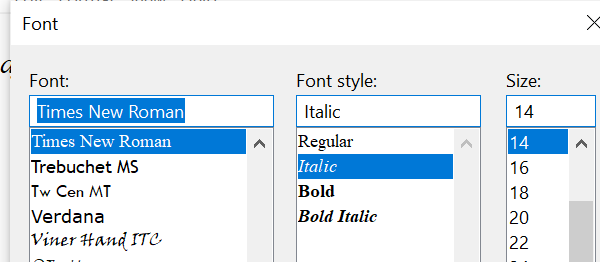 Font
Font: Font style: Size:
Times New Roman Italic 14
Times New Roman Regular 14
Trebuchet MS Italic 16
Tw Cen MT Bold 18
Verdana Bold Italic 20
Viner Hand ITC 22